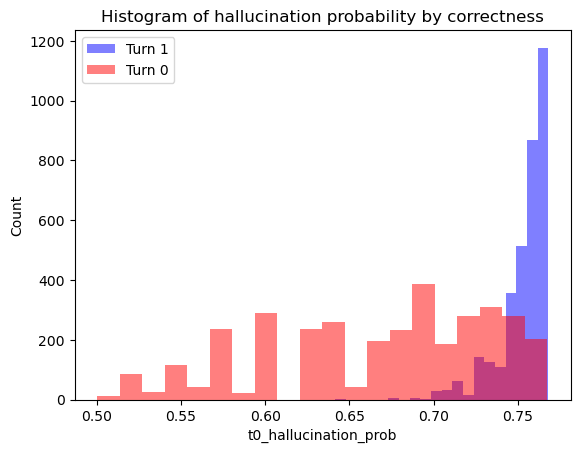 Histogram of hallucination probability by correctness
1200
1000
800
600
400
200
0
Count
Turn 1
Turn 0
0.50 0.55 0.60 0.65 0.70 0.75
t0_hallucination_prob